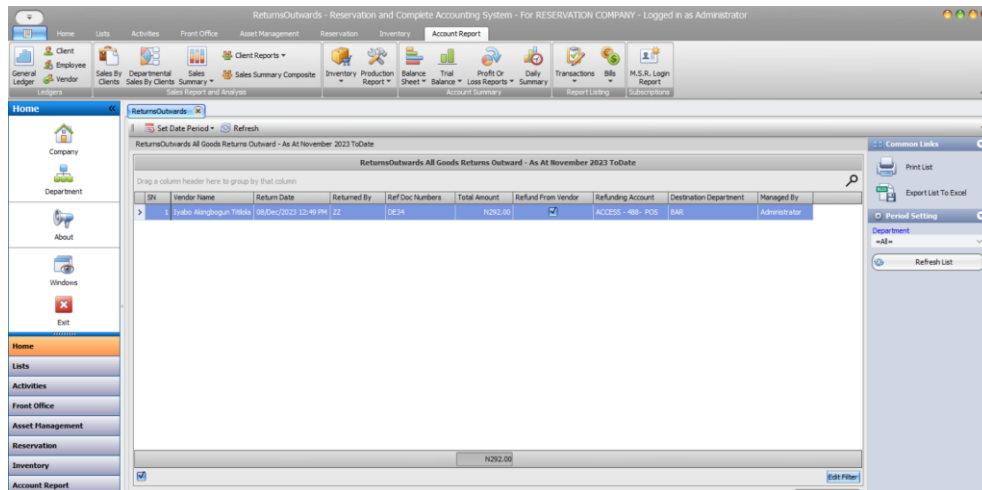 ReturnsOutwards - Reservation and Complete Accounting System - For RESERVATION COMPANY - Logged in as Administrator
Home Lists Activities Front Office Asset Management Reservation Inventory Account Report
General Ledger
Client
Employee
Vendor
Ledgers
Sales By Clients
Departmental Sales By Clients
Sales Summary
Client Reports
Sales Summary Composite
Sales Report and Analysis
Inventory
Production Report
Balance Sheet
Trial Balance
Profit Or Loss Reports
Daily Summary
Account Summary
Transactions
Bills
Report Listing
M.S.R. Login Report
Subscriptions
Home
Company
Department
About
Windows
Exit
Home
Lists
Activities
Front Office
Asset Management
Reservation
Inventory
Account Report
ReturnsOutwards
Set Date Period Refresh
ReturnsOutwards All Goods Returns Outward - As At November 2023 ToDate
ReturnsOutwards All Goods Returns Outward - As At November 2023 ToDate
Drag a column header here to group by that column
SN Vendor Name Return Date Returned By Ref Doc Numbers Total Amount Refund From Vendor Refunding Account Destination Department Managed By
1 Iyabo Akingbogun Titilola 08/Dec/2023 12:49 PM ZZ DE34 N292.00 ACCESS - 488- POS BAR Administrator
N292.00
Edit Filter
Common Links
Print List
Export List To Excel
Period Setting
Department
=All=
Refresh List